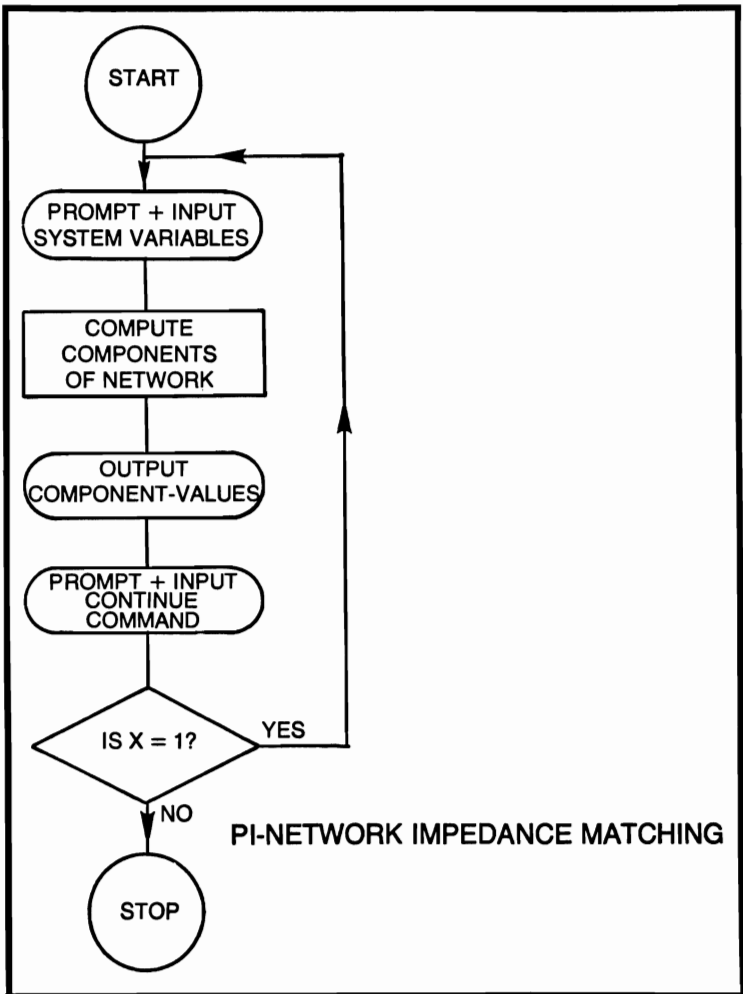 START
PROMPT + INPUT
SYSTEM VARIABLES
COMPUTE
COMPONENTS
OF NETWORK
OUTPUT
COMPONENT-VALUES
PROMPT + INPUT
CONTINUE
COMMAND
IS X = 1?
YES
NO
PI-NETWORK IMPEDANCE MATCHING
STOP